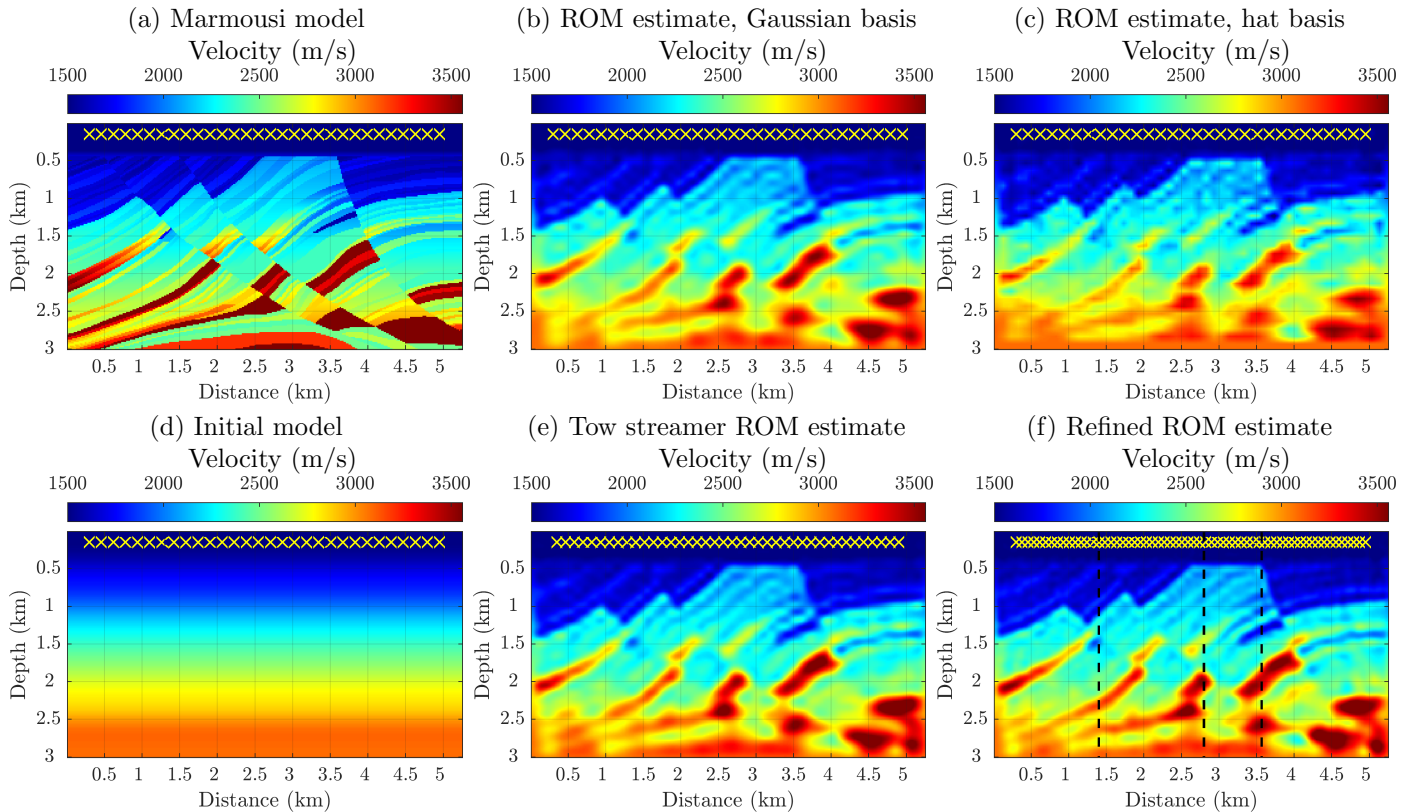 (a) Marmousi model
Velocity (m/s)
1500 2000 2500 3000 3500
Depth (km)
0.5
1
1.5
2
2.5
3
0.5 1 1.5 2 2.5 3 3.5 4 4.5 5
Distance (km)
(b) ROM estimate, Gaussian basis
Velocity (m/s)
1500 2000 2500 3000 3500
Depth (km)
0.5
1
1.5
2
2.5
3
0.5 1 1.5 2 2.5 3 3.5 4 4.5 5
Distance (km)
(c) ROM estimate, hat basis
Velocity (m/s)
1500 2000 2500 3000 3500
Depth (km)
0.5
1
1.5
2
2.5
3
0.5 1 1.5 2 2.5 3 3.5 4 4.5 5
Distance (km)
(d) Initial model
Velocity (m/s)
1500 2000 2500 3000 3500
Depth (km)
0.5
1
1.5
2
2.5
3
0.5 1 1.5 2 2.5 3 3.5 4 4.5 5
Distance (km)
(e) Tow streamer ROM estimate
Velocity (m/s)
1500 2000 2500 3000 3500
Depth (km)
0.5
1
1.5
2
2.5
3
0.5 1 1.5 2 2.5 3 3.5 4 4.5 5
Distance (km)
(f) Refined ROM estimate
Velocity (m/s)
1500 2000 2500 3000 3500
Depth (km)
0.5
1
1.5
2
2.5
3
0.5 1 1.5 2 2.5 3 3.5 4 4.5 5
Distance (km)